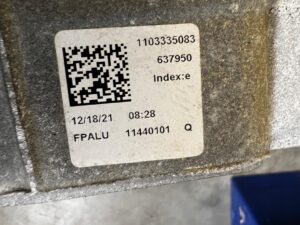 1103335083
637950
Index:e
12/18/21 08:28
FPALU 11440101 Q